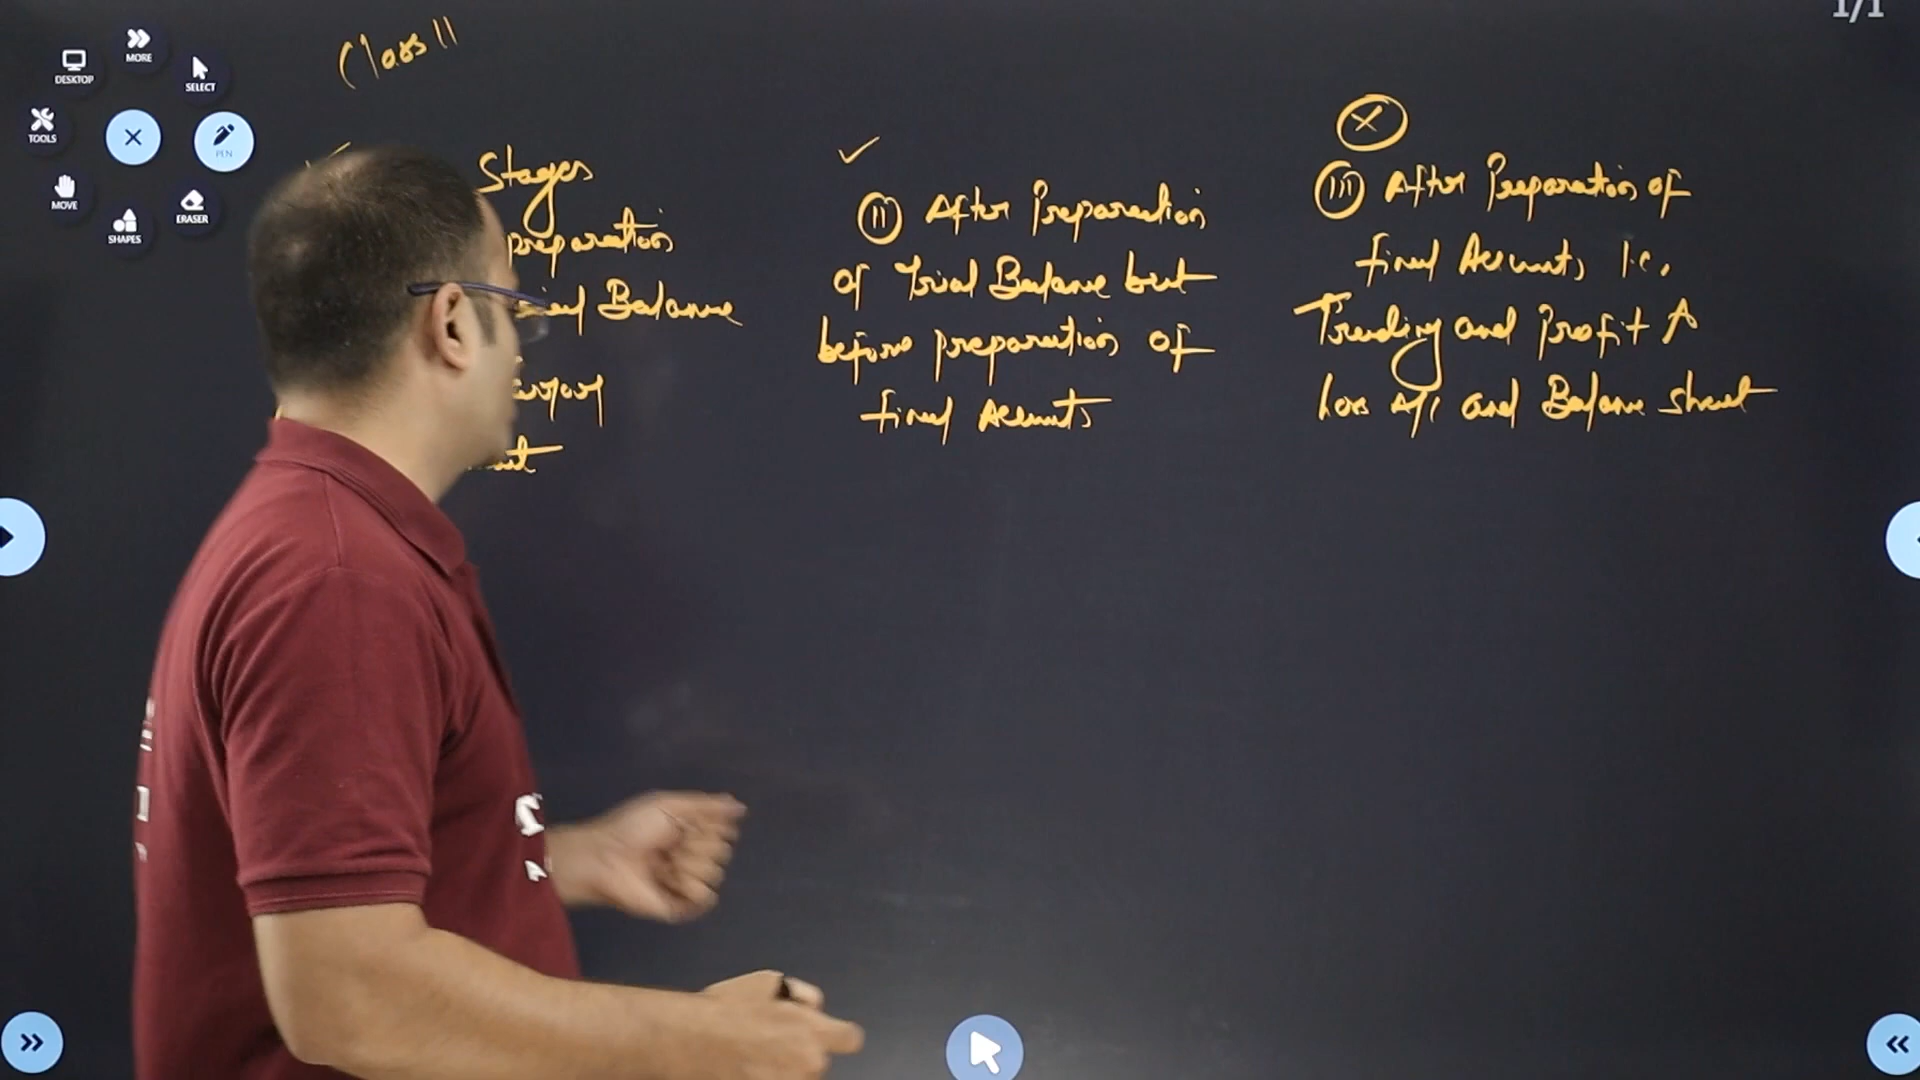 1/1
Class 11
MORE
DESKTOP
SELECT
TOOLS
PEN
MOVE
ERASER
SHAPES
Stages
preparation
Balance
(II) After Preparation
of Trial Balance but
before preparation of
final Accounts
X
(III) After Preparation of
final Accounts i.e.
Trading and Profit &
Loss A/c and Balance sheet